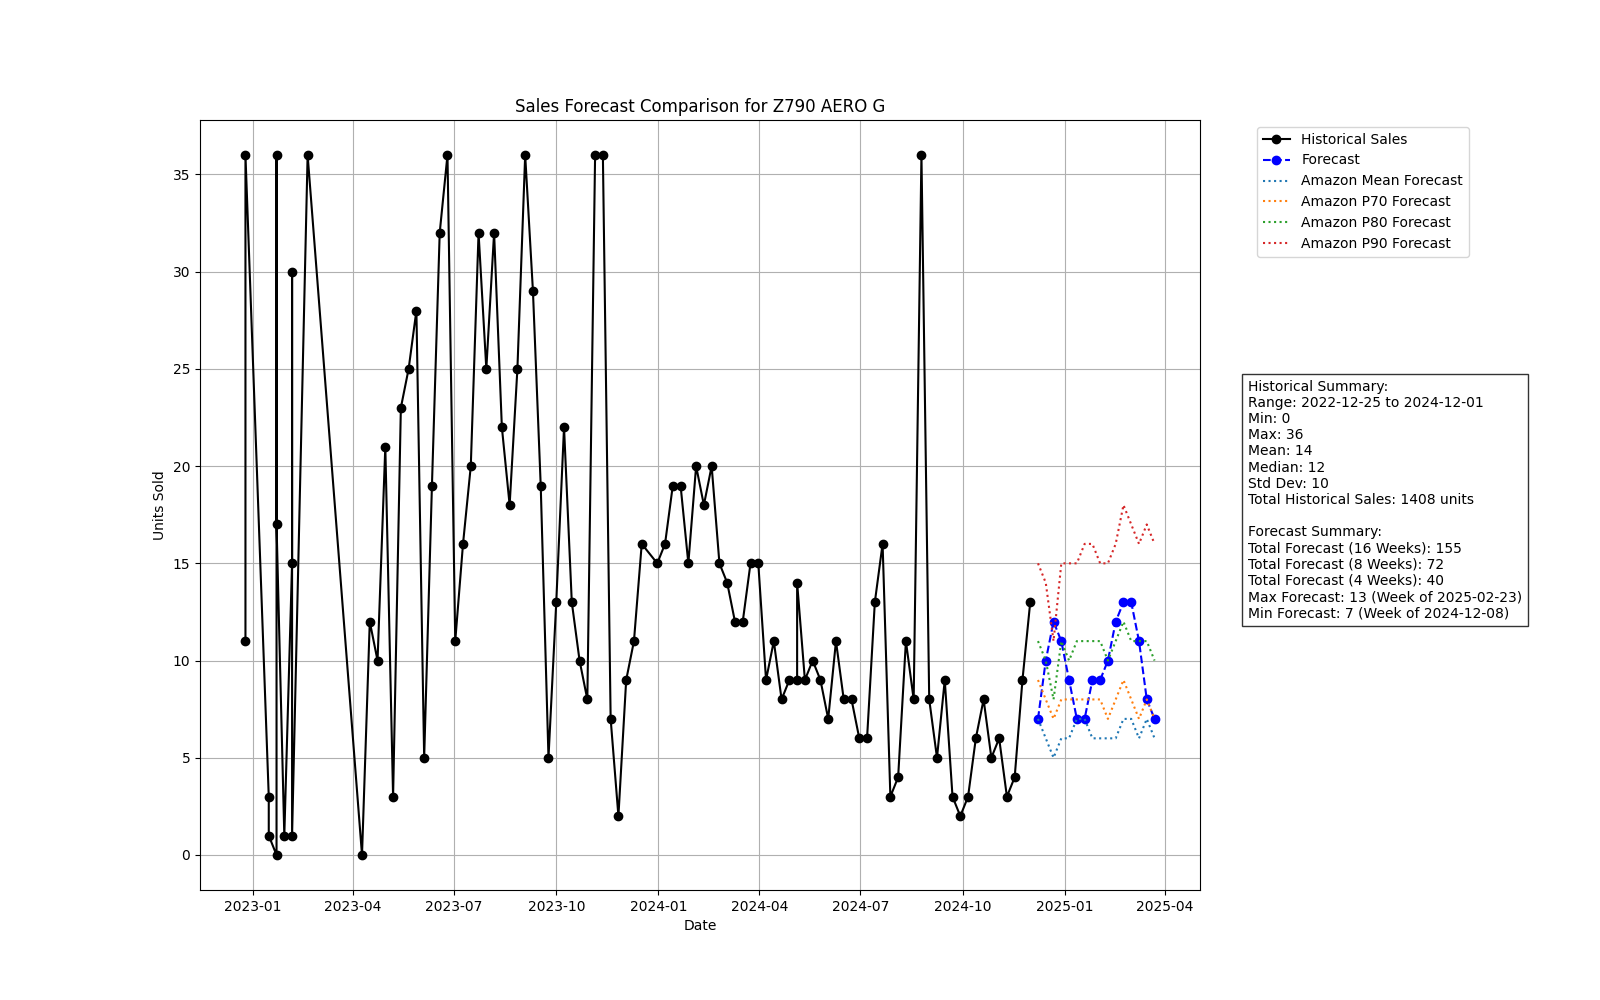 Sales Forecast Comparison for Z790 AERO G
Units Sold
35
30
25
20
15
10
5
0
2023-01
2023-04
2023-07
2023-10
2024-01
2024-04
2024-07
2024-10
2025-01
2025-04
Date
Historical Sales
Forecast
Amazon Mean Forecast
Amazon P70 Forecast
Amazon P80 Forecast
Amazon P90 Forecast
Historical Summary:
Range: 2022-12-25 to 2024-12-01
Min: 0
Max: 36
Mean: 14
Median: 12
Std Dev: 10
Total Historical Sales: 1408 units
Forecast Summary:
Total Forecast (16 Weeks): 155
Total Forecast (8 Weeks): 72
Total Forecast (4 Weeks): 40
Max Forecast: 13 (Week of 2025-02-23)
Min Forecast: 7 (Week of 2024-12-08)